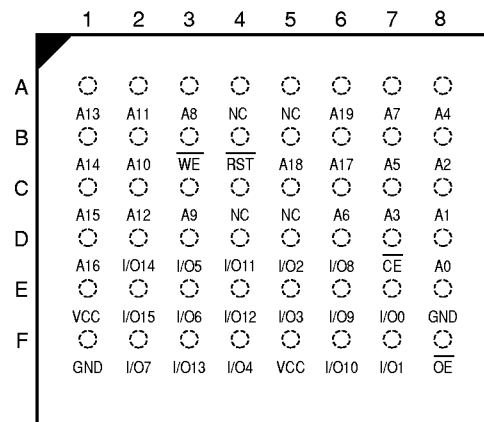 1 2 3 4 5 6 7 8
A
A13 A11 A8 NC NC A19 A7 A4
B
A14 A10 WE RST A18 A17 A5 A2
C
A15 A12 A9 NC NC A6 A3 A1
D
A16 I/O14 I/O5 I/O11 I/O2 I/O8 CE A0
E
VCC I/O15 I/O6 I/O12 I/O3 I/O9 I/O0 GND
F
GND I/O7 I/O13 I/O4 VCC I/O10 I/O1 OE